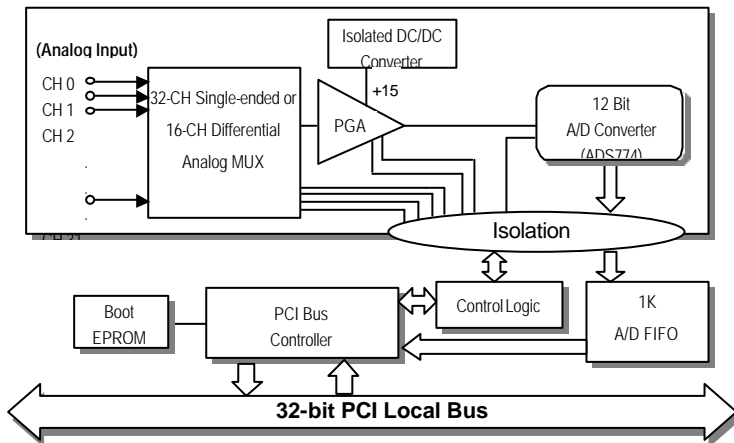 Isolated DC/DC
Converter
(Analog Input)
CH 0
CH 1
CH 2
.
.
.
32-CH Single-ended or
16-CH Differential
Analog MUX
+15
PGA
12 Bit
A/D Converter
(ADS774)
Isolation
Boot
EPROM
PCI Bus
Controller
Control Logic
1K
A/D FIFO
32-bit PCI Local Bus